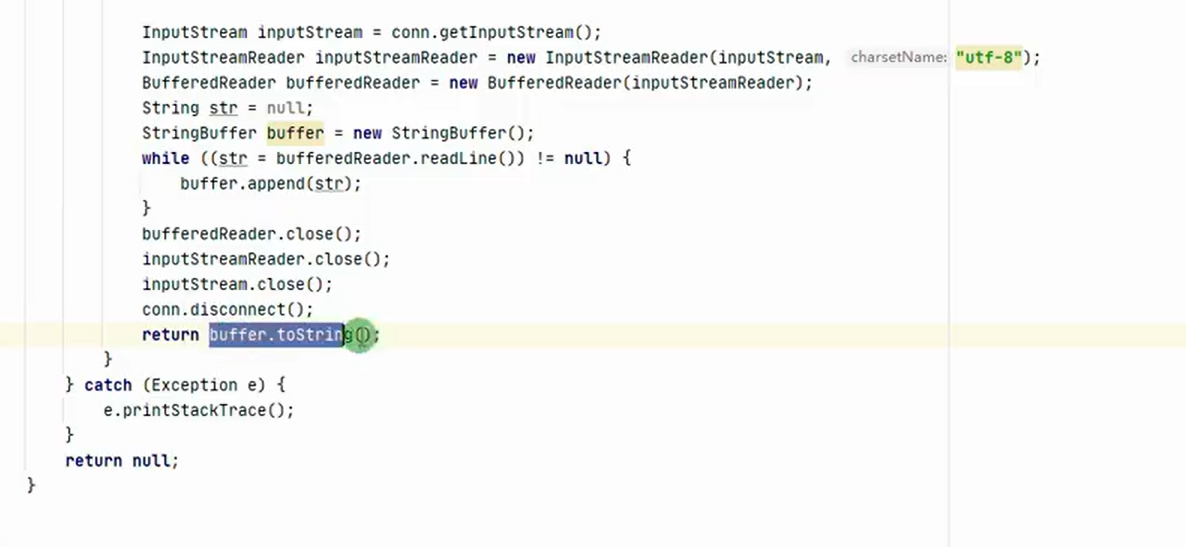 InputStream inputStream = conn.getInputStream();
InputStreamReader inputStreamReader = new InputStreamReader(inputStream, charsetName: "utf-8");
BufferedReader bufferedReader = new BufferedReader(inputStreamReader);
String str = null;
StringBuffer buffer = new StringBuffer();
while ((str = bufferedReader.readLine()) != null) {
buffer.append(str);
}
bufferedReader.close();
inputStreamReader.close();
inputStream.close();
conn.disconnect();
return buffer.toString();
}
} catch (Exception e) {
e.printStackTrace();
}
return null;
}